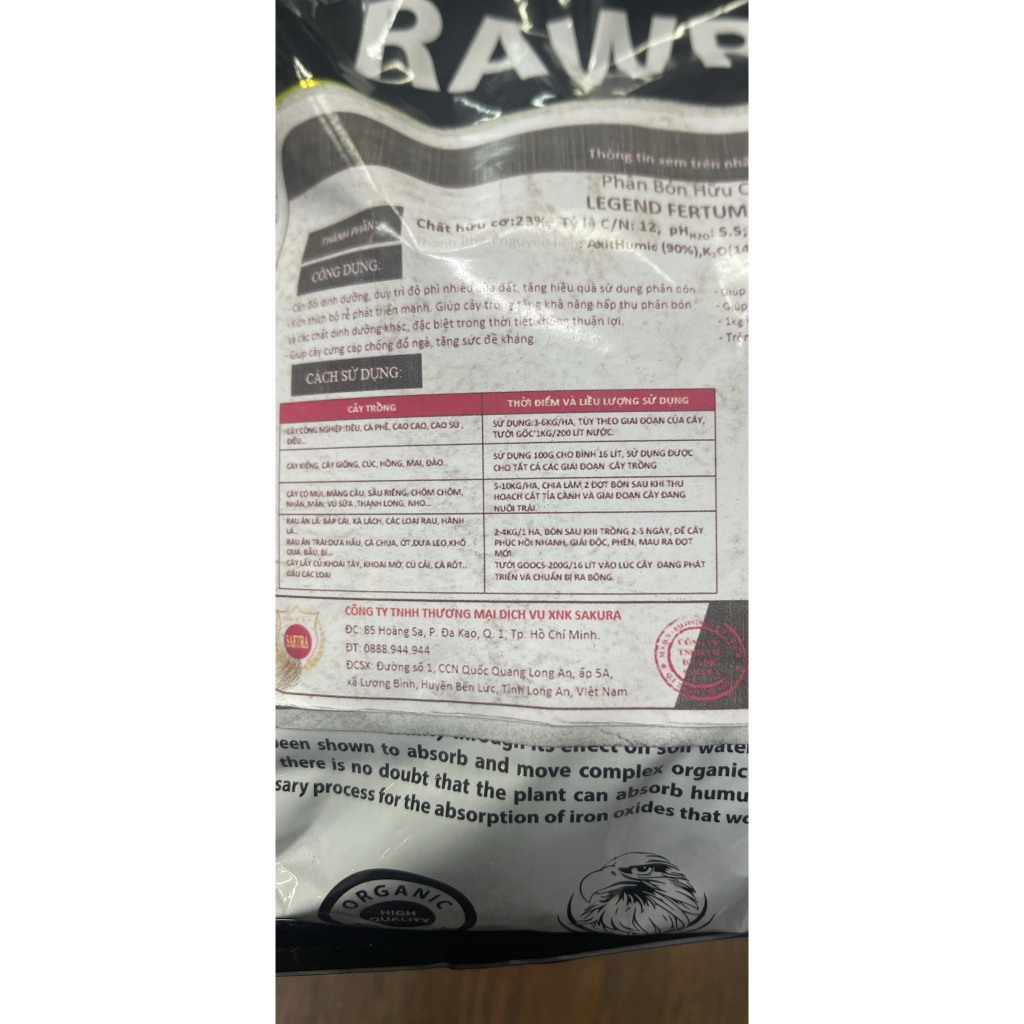 RAWP
Thông tin xem trên nhã
Phân Bón Hữu C
LEGEND FERTUM
THÀNH PHẦN:
Chất hữu cơ:23%, Tỷ lệ C/N: 12, pHH2O: 5.5;
AxitHumic (90%),K2O(14
CÔNG DỤNG:
Cân đối dinh dưỡng, duy trì độ phì nhiêu của đất, tăng hiệu quả sử dụng phân bón
- Kích thích bộ rễ phát triển mạnh. Giúp cây trồng tăng khả năng hấp thụ phân bón
và các chất dinh dưỡng khác, đặc biệt trong thời tiết không thuận lợi.
- Giúp cây cứng cáp chống đổ ngã, tăng sức đề kháng
- Giúp
- Giúp
- 1kg
- Trộn
CÁCH SỬ DỤNG:
CÂY TRỒNG
THỜI ĐIỂM VÀ LIỀU LƯỢNG SỬ DỤNG
CÂY CÔNG NGHIỆP:TIÊU, CÀ PHÊ, CAO CAO, CAO SU,
ĐIỀU...
SỬ DỤNG:3-6KG/HA, TÙY THEO GIAI ĐOẠN CỦA CÂY,
TƯỚI GỐC 1KG/200 LÍT NƯỚC.
CÂY KIỂNG, CÂY GIỐNG, CÚC, HỒNG, MAI, ĐÀO..
SỬ DỤNG 100G CHO BÌNH 16 LÍT, SỬ DỤNG ĐƯỢC
CHO TẤT CẢ CÁC GIAI ĐOẠN CÂY TRỒNG
CÂY CÓ MÚI, MÃNG CẦU, SẦU RIÊNG, CHÔM CHÔM,
NHÃN, MẬN, VÚ SỮA, THANH LONG, NHO...
5-10KG/HA, CHIA LÀM 2 ĐỢT BÓN SAU KHI THU
HOẠCH CẮT TỈA CÀNH VÀ GIAI ĐOẠN CÂY ĐANG
NUÔI TRÁI.
RAU ĂN LÁ: BẮP CẢI, XÀ LÁCH, CÁC LOẠI RAU, HÀNH
LÁ...
RAU ĂN TRÁI:DƯA HẤU, CÀ CHUA, ỚT,DƯA LEO,KHỔ
QUA, BẦU, BÍ...
CÂY LẤY CỦ:KHOAI TÂY, KHOAI MỠ, CỦ CẢI, CÀ RỐT..
ĐẬU CÁC LOẠI
2-4KG/1 HA, BÓN SAU KHI TRỒNG 2-5 NGÀY, ĐỂ CÂY
PHỤC HỒI NHANH, GIẢI ĐỘC, PHÈN, MAU RA ĐỌT
MỚI.
TƯỚI GOOCS-200G/16 LÍT VÀO LÚC CÂY ĐANG PHÁT
TRIỂN VÀ CHUẨN BỊ RA BÔNG.
SAKURA
CÔNG TY TNHH THƯƠNG MẠI DỊCH VỤ XNK SAKURA
ĐC: 85 Hoàng Sa, P. Đa Kao, Q. 1, Tp. Hồ Chí Minh.
ĐT: 0888.944.944
ĐCSX: Đường số 1, CCN Quốc Quang Long An, ấp 5A,
xã Lương Bình, Huyện Bến Lức, Tỉnh Long An, Việt Nam
CÔNG TY
through its effect on soil water
een shown to absorb and move complex organic
there is no doubt that the plant can absorb humu
sary process for the absorption of iron oxides that wo
ORGANIC
HIGH
QUALITY